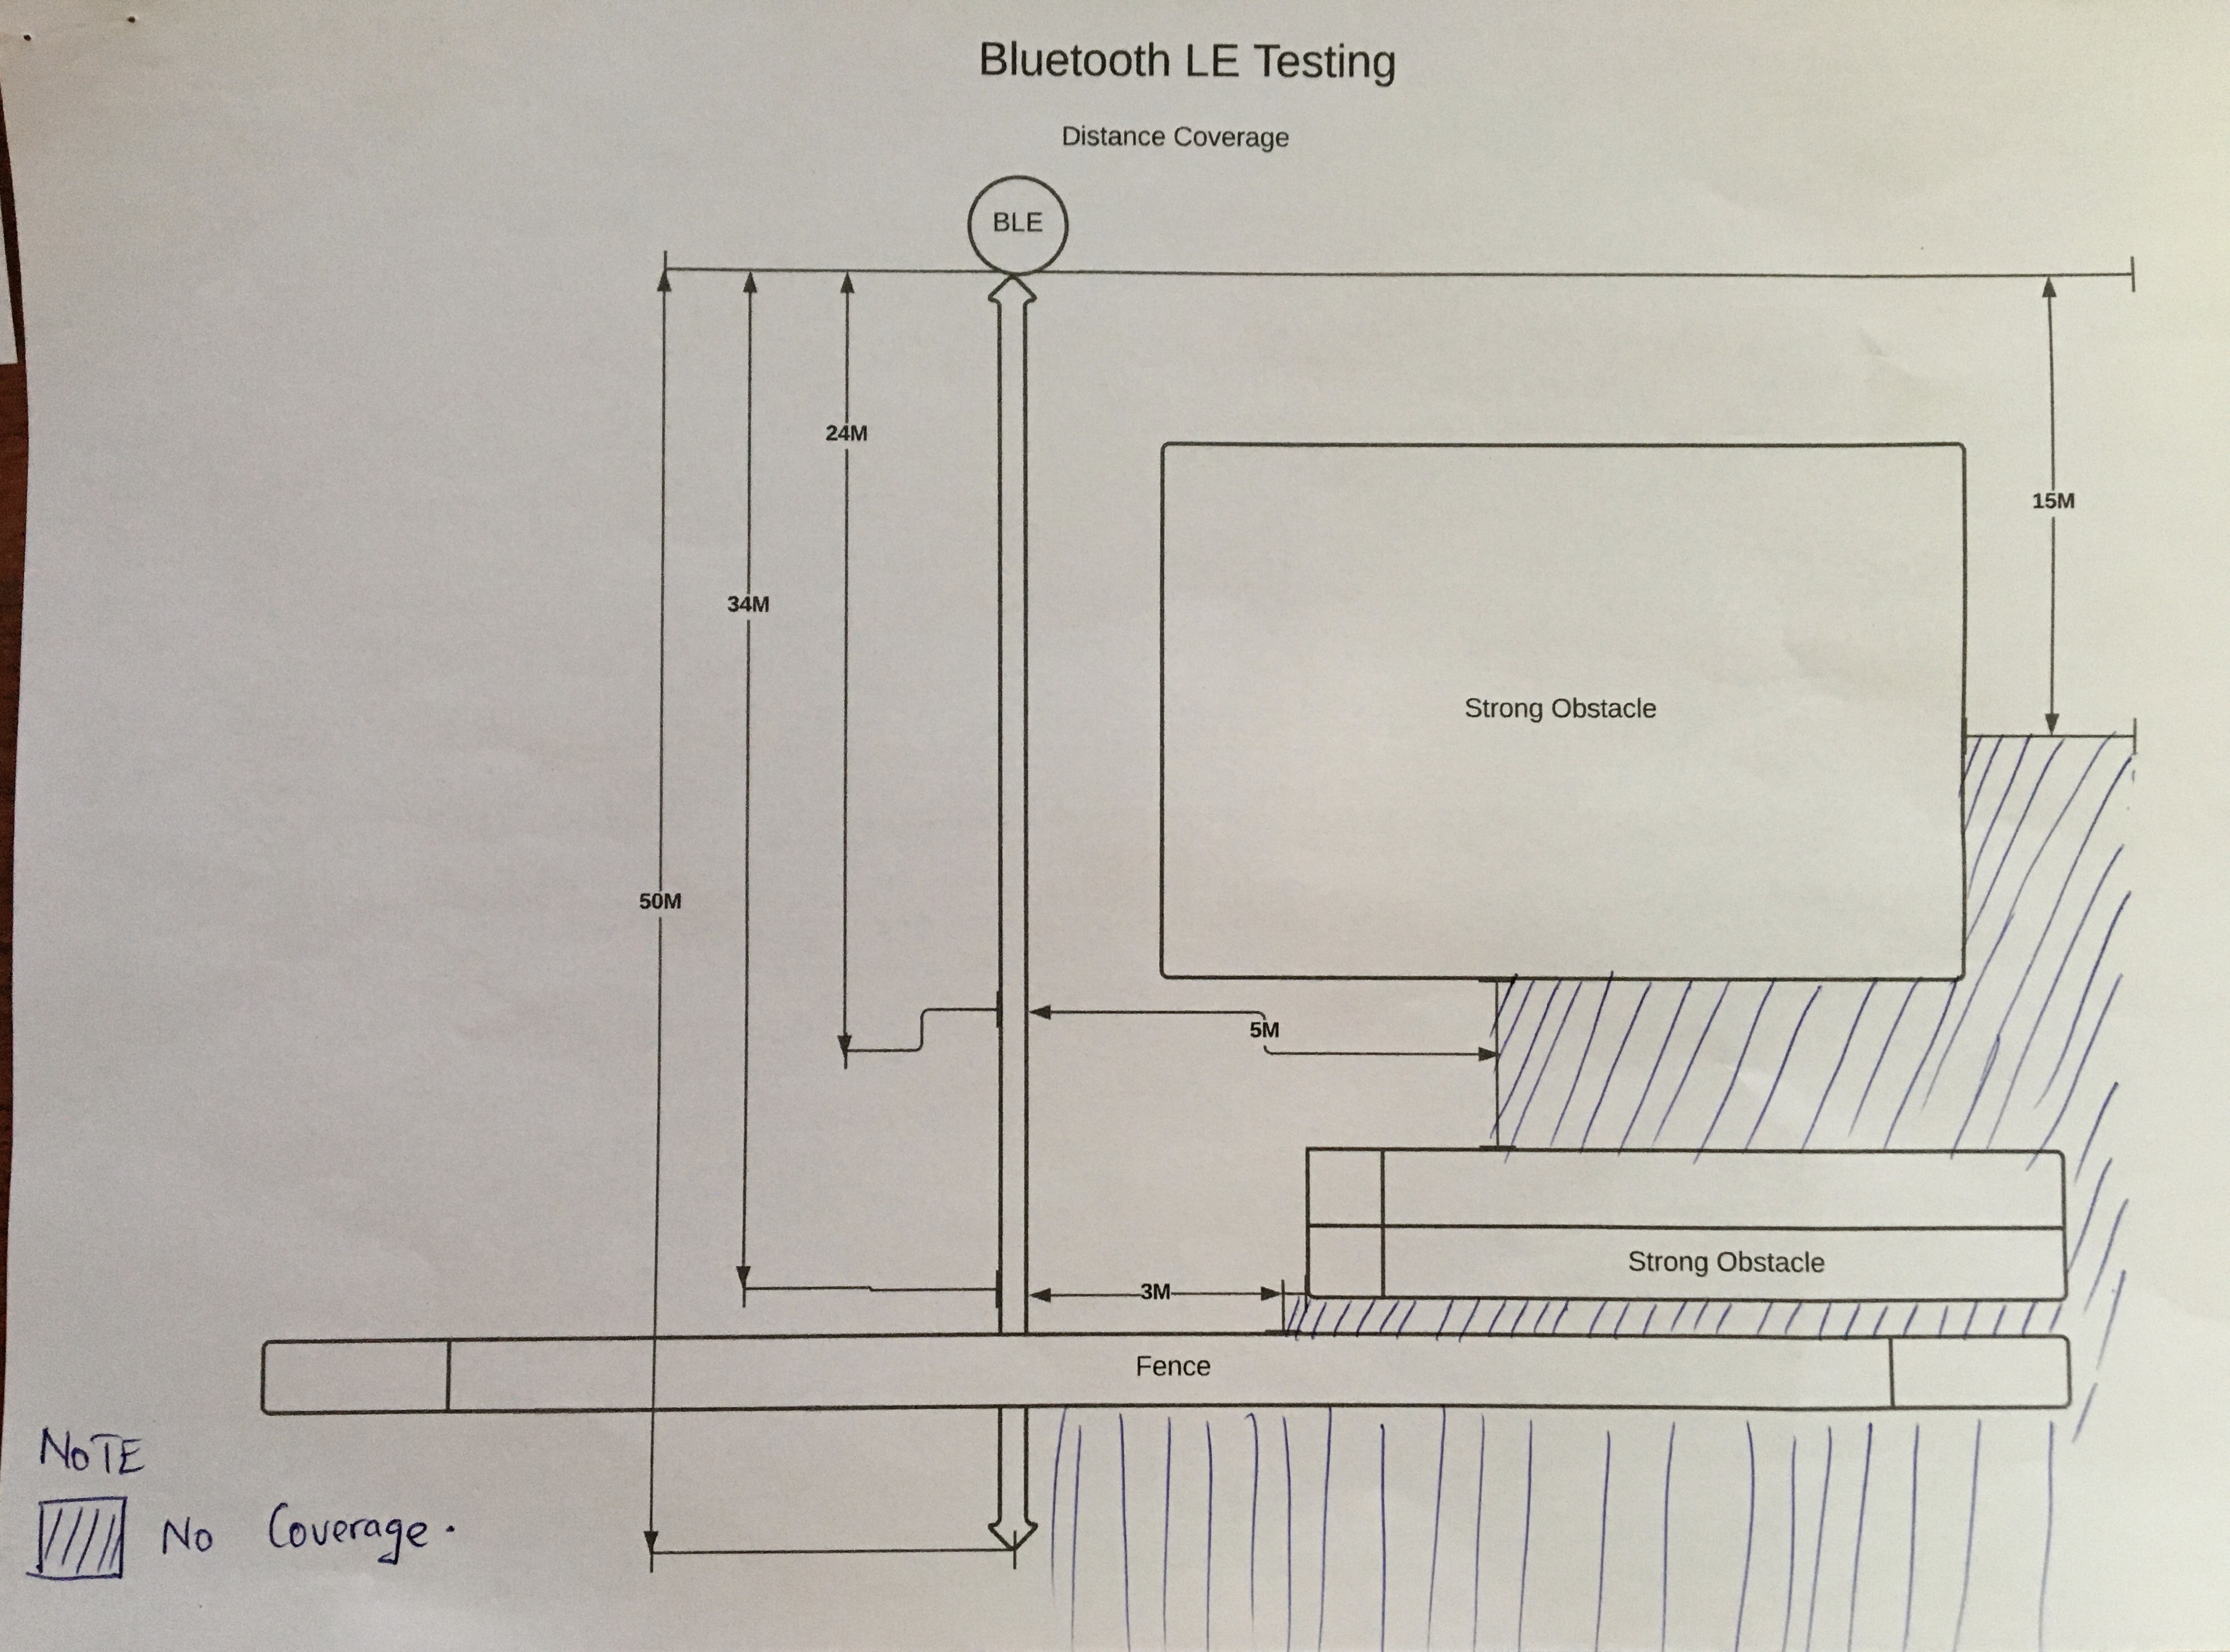 Bluetooth LE Testing
Distance Coverage
BLE
24M
15M
34M
Strong Obstacle
50M
5M
Strong Obstacle
3M
Fence
NOTE
No Coverage.